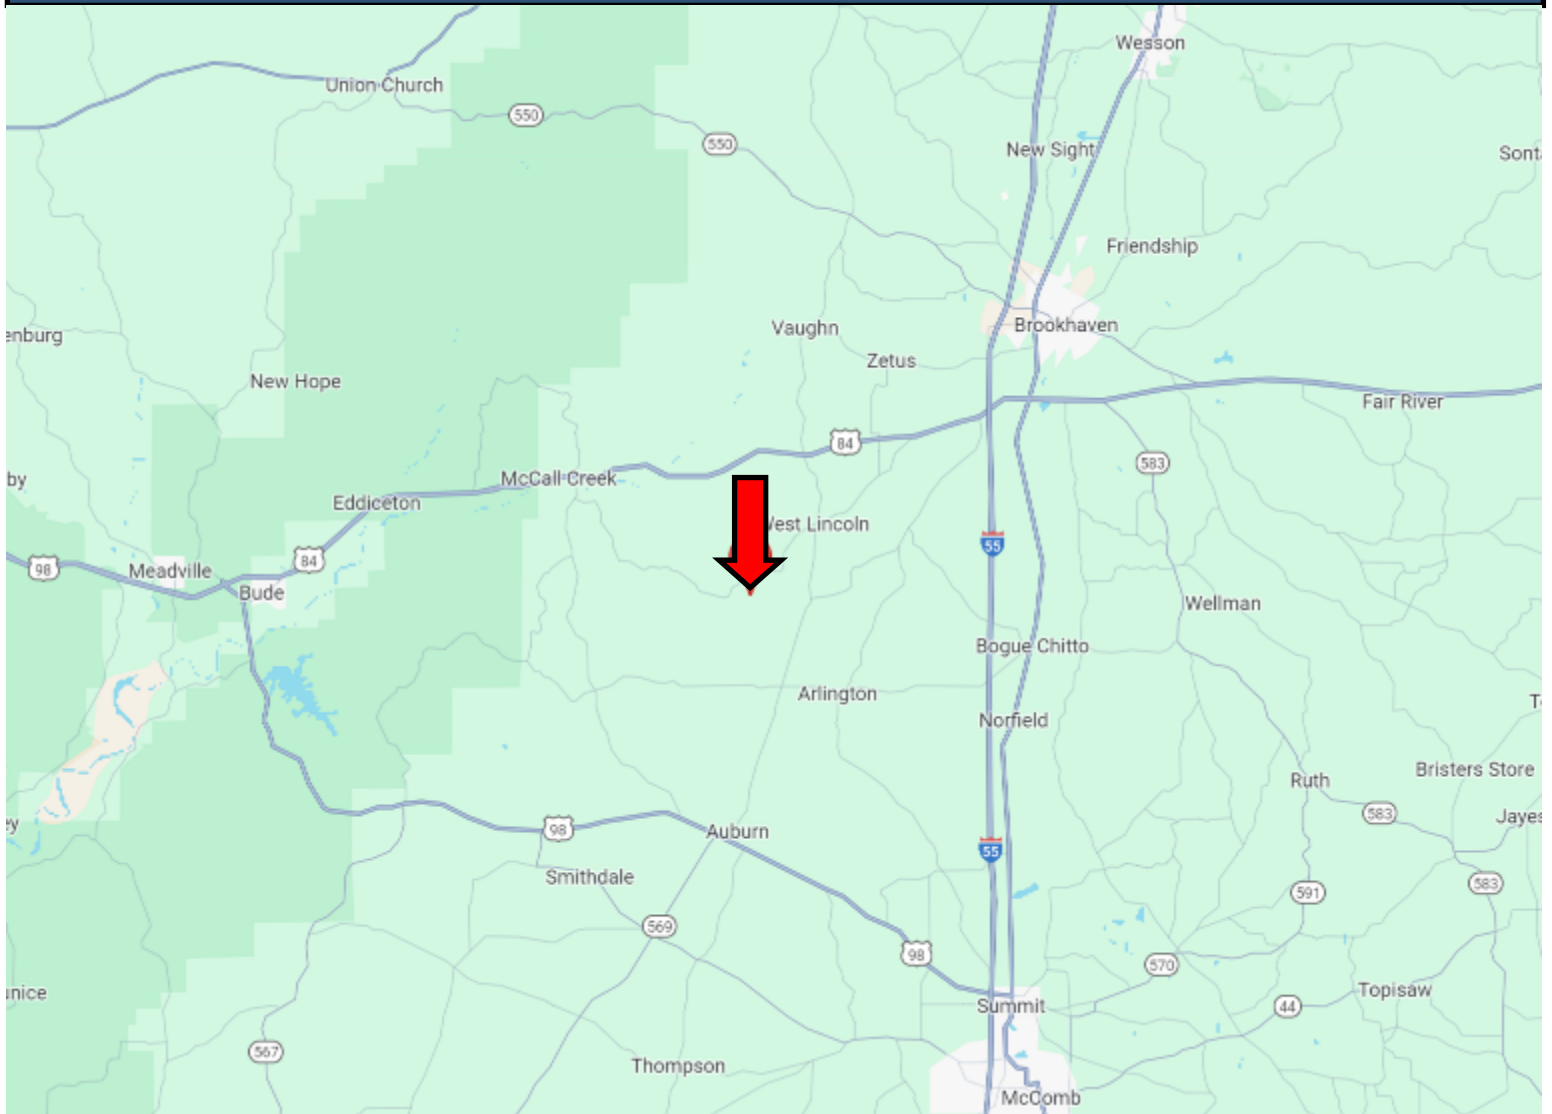 Wesson
Union Church
550
550
New Sight
Friendship
Vaughn
Brookhaven
Zetus
New Hope
Fair River
84
583
McCall Creek
Eddiceton
West Lincoln
55
84
98
Meadville
Bude
Wellman
Bogue Chitto
Arlington
Norfield
Bristers Store
Ruth
583
98
Auburn
55
Smithdale
583
591
569
98
570
Topisaw
Summit
44
567
Thompson
McComb